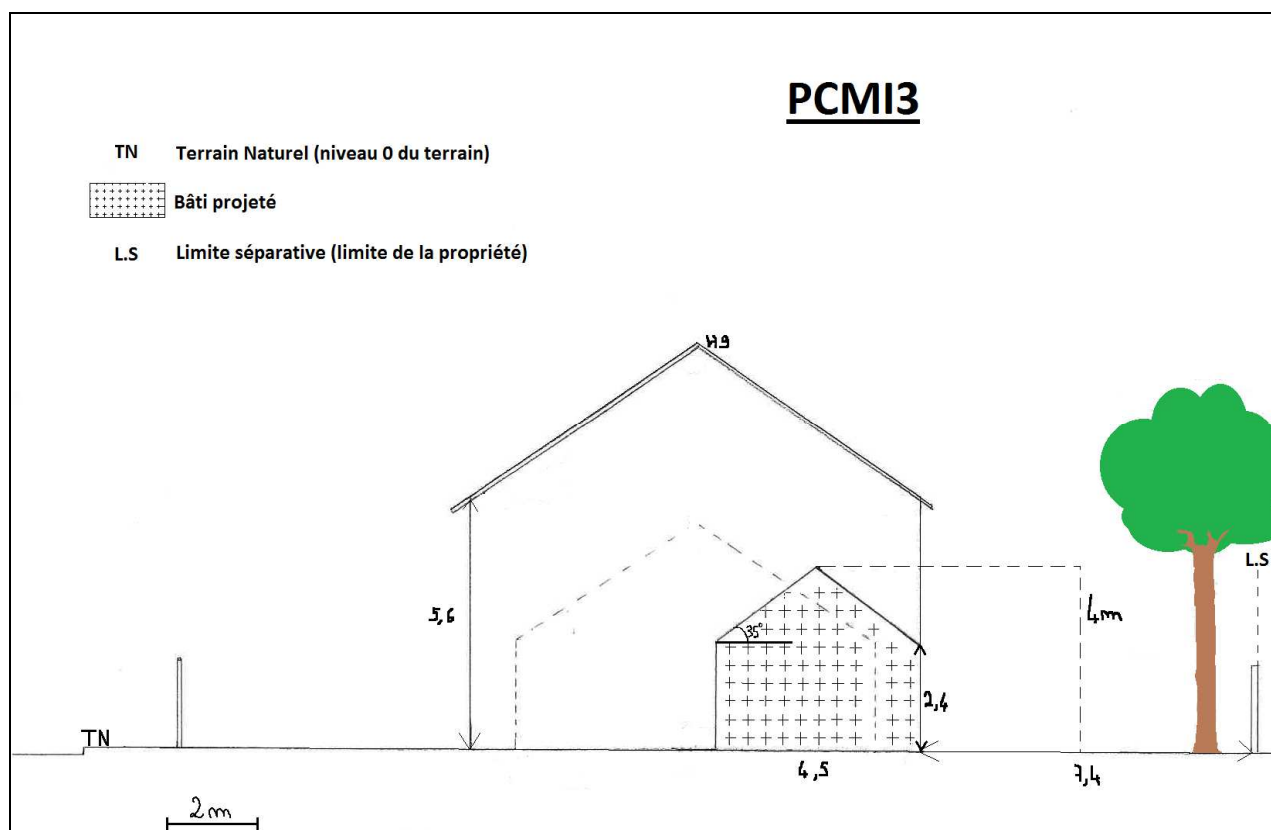 PCMI3
TN Terrain Naturel (niveau 0 du terrain)
Bâti projeté
L.S Limite séparative (limite de la propriété)
L.S
5,6
35°
4m
2,4
TN
4,5
7,4
2m